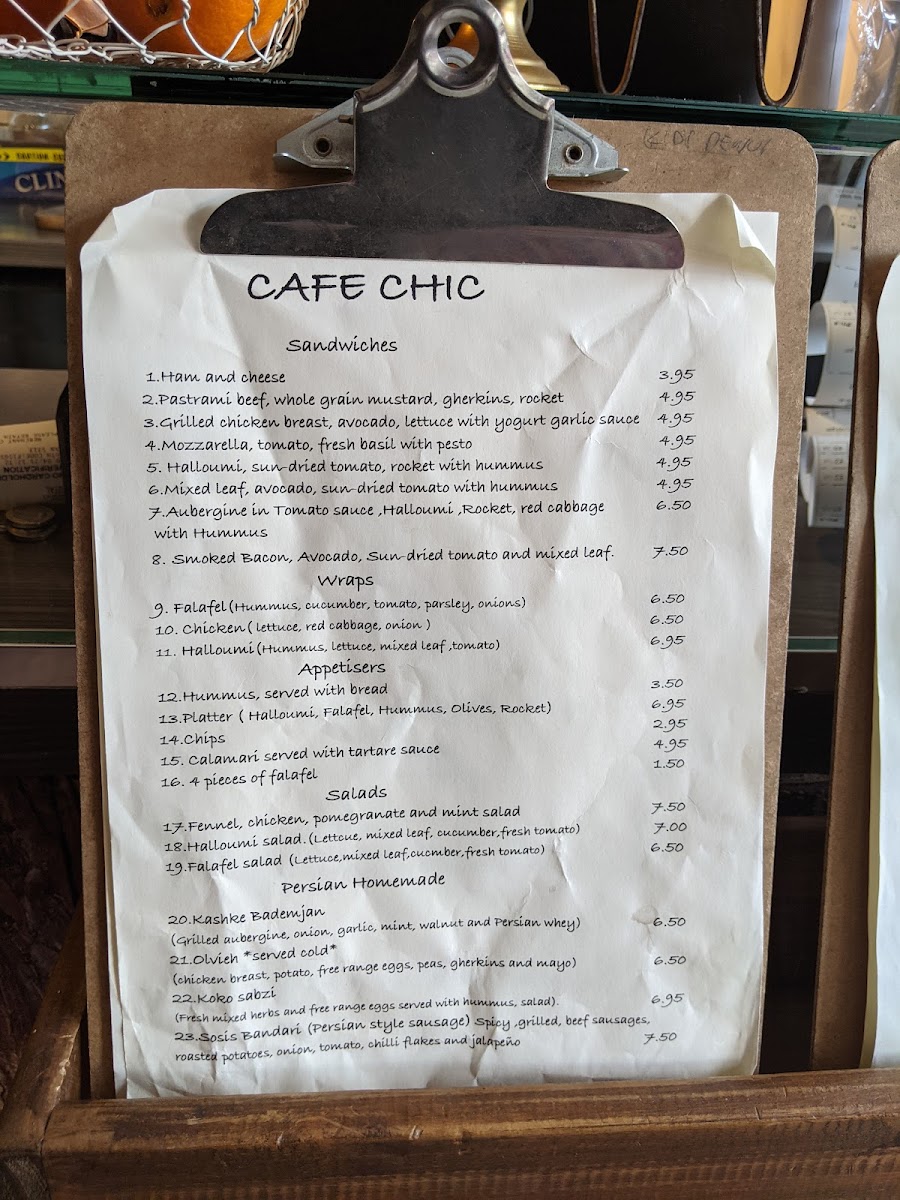 CLIN
CAFE CHIC
Sandwiches
1.Ham and cheese 3.95
2.Pastrami beef, whole grain mustard, gherkins, rocket 4.95
3.Grilled chicken breast, avocado, lettuce with yogurt garlic sauce 4.95
4.Mozzarella, tomato, fresh basil with pesto 4.95
5. Halloumi, sun-dried tomato, rocket with hummus 4.95
6.Mixed leaf, avocado, sun-dried tomato with hummus 4.95
7.Aubergine in Tomato sauce ,Halloumi ,Rocket, red cabbage 6.50
with Hummus
8. Smoked Bacon, Avocado, Sun-dried tomato and mixed leaf. 7.50
Wraps
9. Falafel(Hummus, cucumber, tomato, parsley, onions) 6.50
10. Chicken( lettuce, red cabbage, onion ) 6.50
11. Halloumi(Hummus, lettuce, mixed leaf ,tomato) 6.95
Appetisers
12.Hummus, served with bread 3.50
13.Platter ( Halloumi, Falafel, Hummus, Olives, Rocket) 6.95
14.Chips 2.95
15. Calamari served with tartare sauce 4.95
16. 4 pieces of falafel 1.50
Salads
17.Fennel, chicken, pomegranate and mint salad 7.50
18.Halloumi salad.(Lettcue, mixed leaf, cucumber,fresh tomato) 7.00
19.Falafel salad (Lettuce,mixed leaf,cucmber,fresh tomato) 6.50
Persian Homemade
20.Kashke Bademjan
(Grilled aubergine, onion, garlic, mint, walnut and Persian whey) 6.50
21.Olvieh *served cold*
(chicken breast, potato, free range eggs, peas, gherkins and mayo) 6.50
22.Koko sabzi
(Fresh mixed herbs and free range eggs served with hummus, salad). 6.95
23.Sosis Bandari (Persian style sausage) Spicy ,grilled, beef sausages,
roasted potatoes, onion, tomato, chilli flakes and jalapeño 7.50